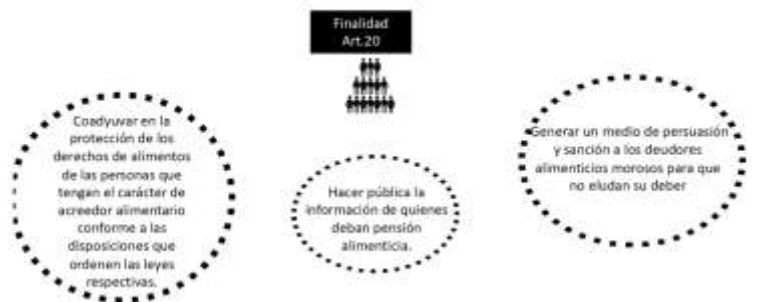 Finalidad
Art.20
Coadyuvar en la
protección de los
derechos de alimentos
de las personas que
tengan el carácter de
acreedor alimentario
conforme a las
disposiciones que
ordenen las leyes
respectivas.
Hacer pública la
información de quienes
deban pensión
alimenticia.
Generar un medio de persuasión
y sanción a los deudores
alimenticios morosos para que
no eludan su deber